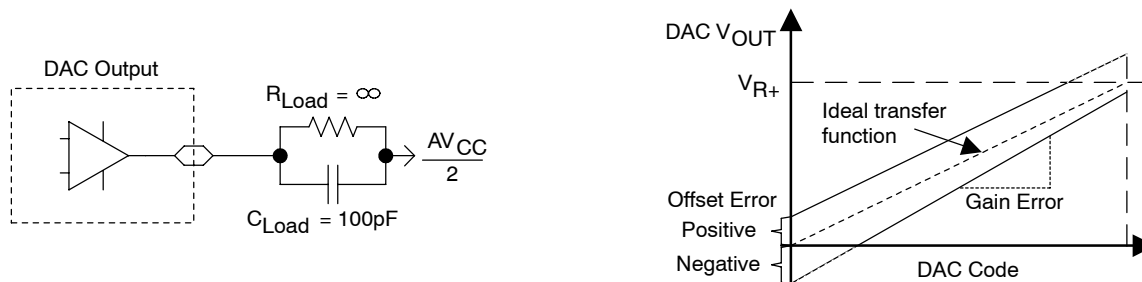 DAC Output
R_Load = ∞
C_Load = 100pF
AV_CC
2
DAC V_OUT
V_R+
Ideal transfer
function
Offset Error
Positive
Negative
Gain Error
DAC Code